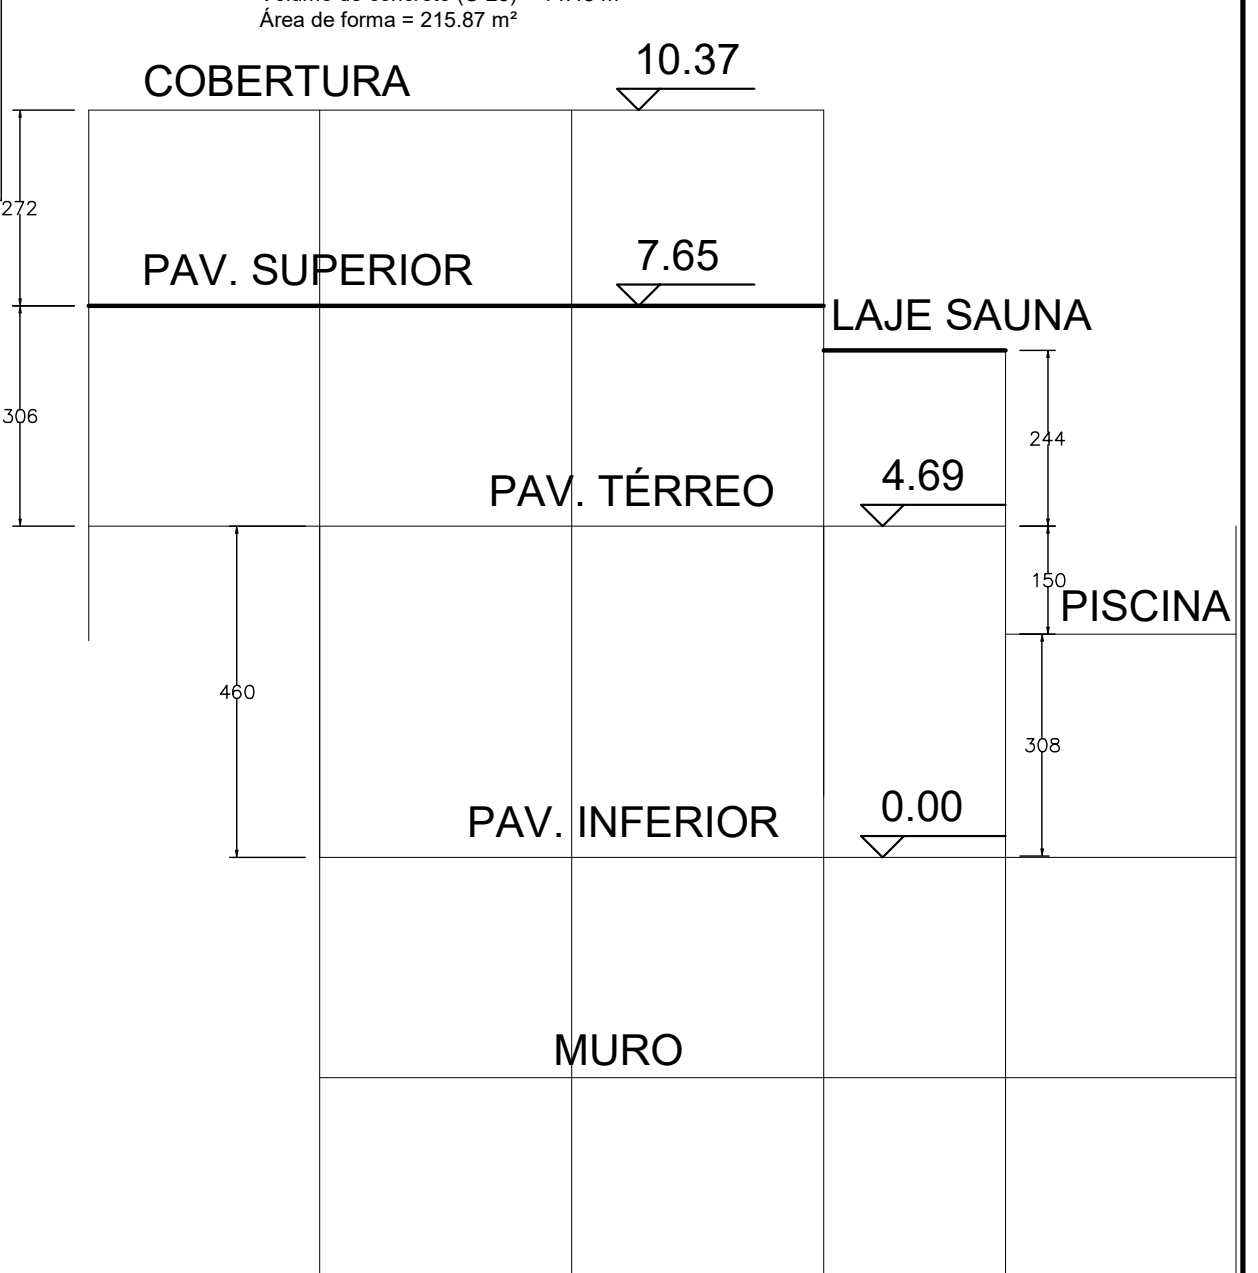 Área de forma = 215.87 m²
10.37
COBERTURA
272
7.65
PAV. SUPERIOR
LAJE SAUNA
306
244
4.69
PAV. TÉRREO
150
PISCINA
460
308
0.00
PAV. INFERIOR
MURO